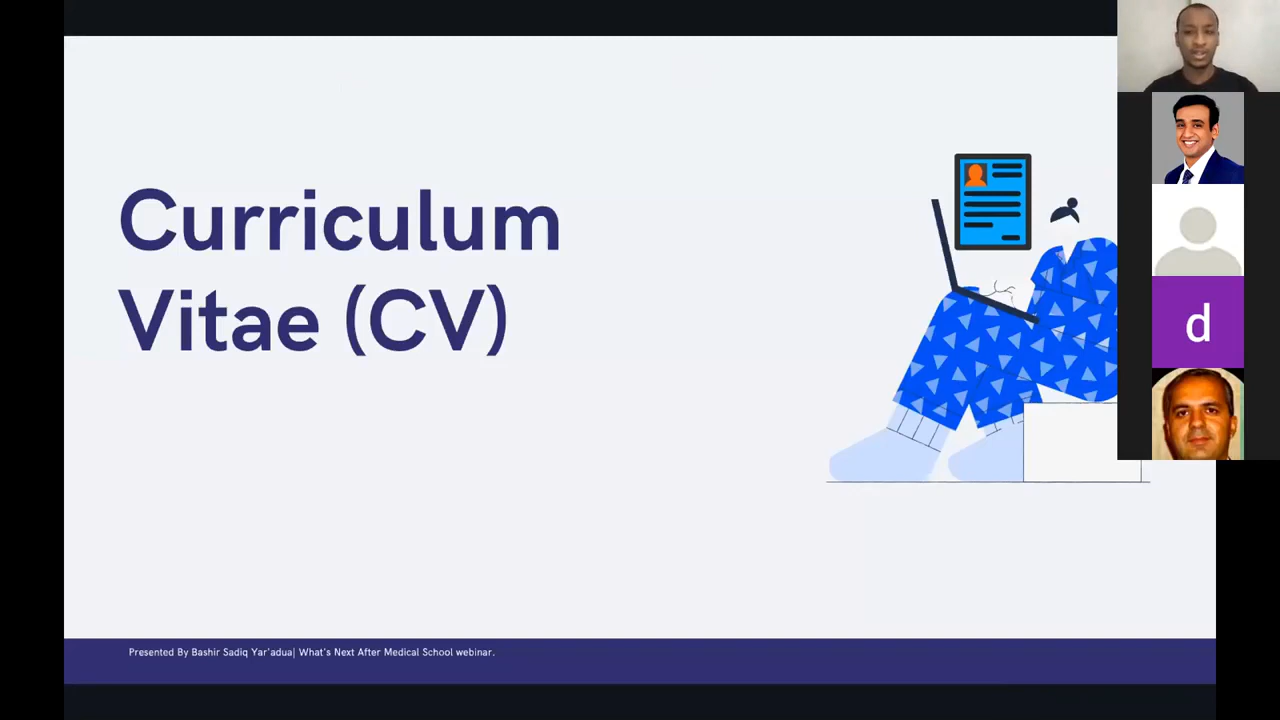 Curriculum
Vitae (CV)
d
Presented By Bashir Sadiq Yar'adua| What's Next After Medical School webinar.